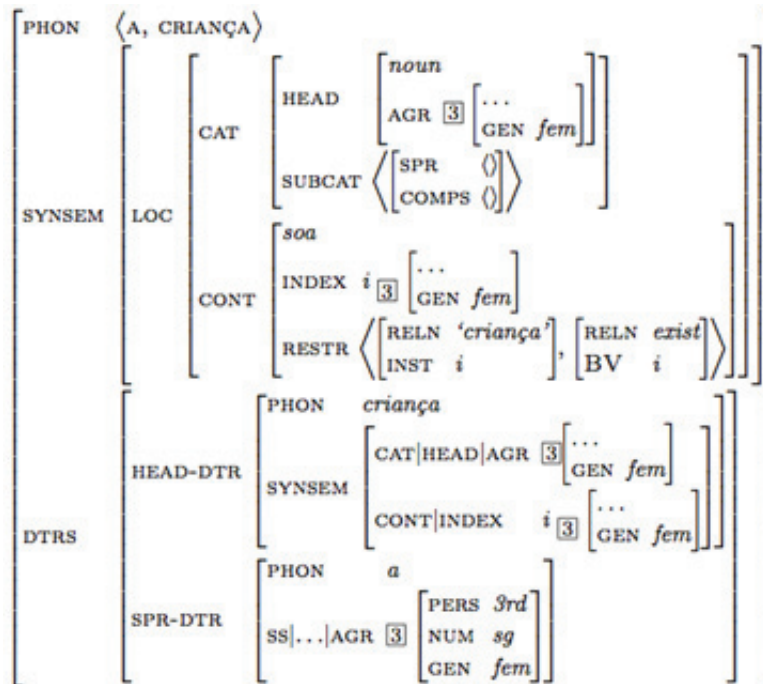 PHON ⟨A, CRIANÇA⟩
noun
HEAD
...
AGR 3
GEN fem
CAT
SPR ⟨⟩
SUBCAT ⟨ ⟩
COMPS ⟨⟩
SYNSEM LOC
soa
...
INDEX i 3
GEN fem
CONT
RELN ‘criança’ , RELN exist
RESTR ⟨ ⟩
INST i BV i
PHON criança
...
CAT|HEAD|AGR 3
GEN fem
HEAD-DTR
SYNSEM
...
CONT|INDEX i 3
GEN fem
DTRS
PHON a
PERS 3rd
SPR-DTR
SS|...|AGR 3 NUM sg
GEN fem